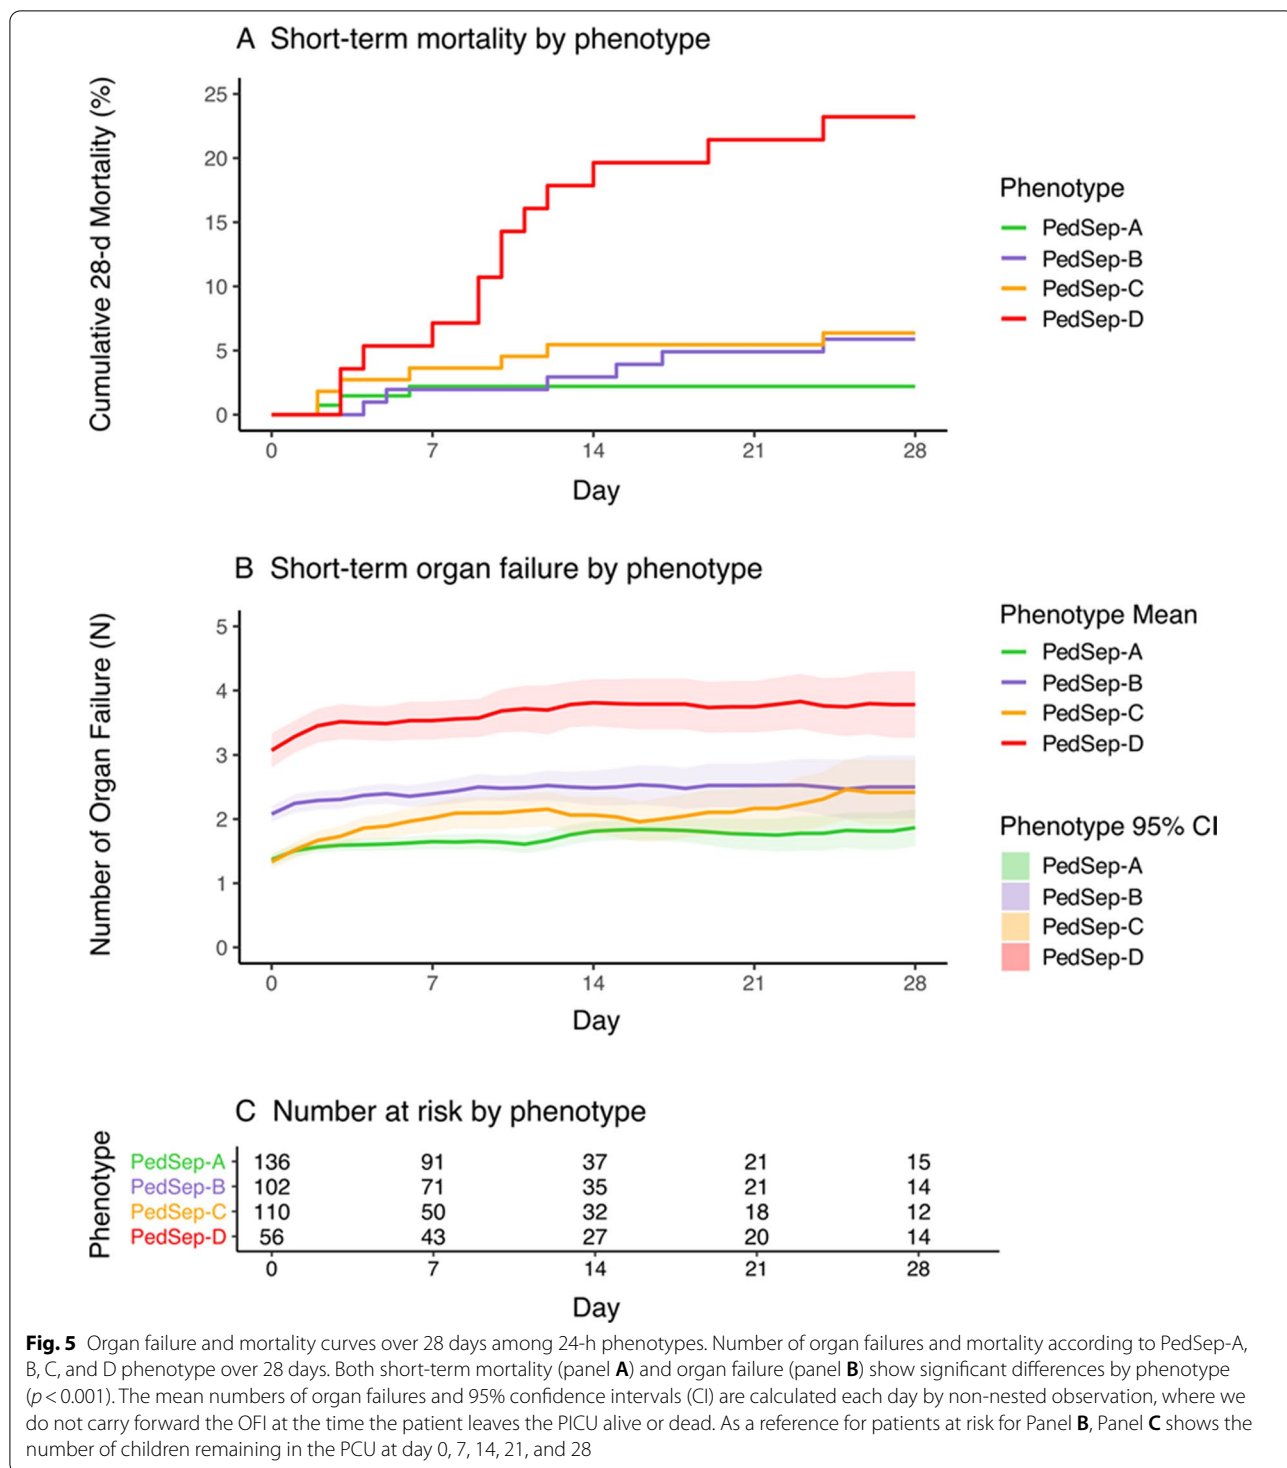 A Short-term mortality by phenotype
Cumulative 28-d Mortality (%)
25
20
15
10
5
0
0 7 14 21 28
Day
Phenotype
PedSep-A
PedSep-B
PedSep-C
PedSep-D
B Short-term organ failure by phenotype
Number of Organ Failure (N)
5
4
3
2
1
0
0 7 14 21 28
Day
Phenotype Mean
PedSep-A
PedSep-B
PedSep-C
PedSep-D
Phenotype 95% CI
PedSep-A
PedSep-B
PedSep-C
PedSep-D
C Number at risk by phenotype
Phenotype
PedSep-A 136 91 37 21 15
PedSep-B 102 71 35 21 14
PedSep-C 110 50 32 18 12
PedSep-D 56 43 27 20 14
0 7 14 21 28
Day
Fig. 5 Organ failure and mortality curves over 28 days among 24-h phenotypes. Number of organ failures and mortality according to PedSep-A,
B, C, and D phenotype over 28 days. Both short-term mortality (panel A) and organ failure (panel B) show significant differences by phenotype
(p < 0.001). The mean numbers of organ failures and 95% confidence intervals (CI) are calculated each day by non-nested observation, where we
do not carry forward the OFI at the time the patient leaves the PICU alive or dead. As a reference for patients at risk for Panel B, Panel C shows the
number of children remaining in the PCU at day 0, 7, 14, 21, and 28